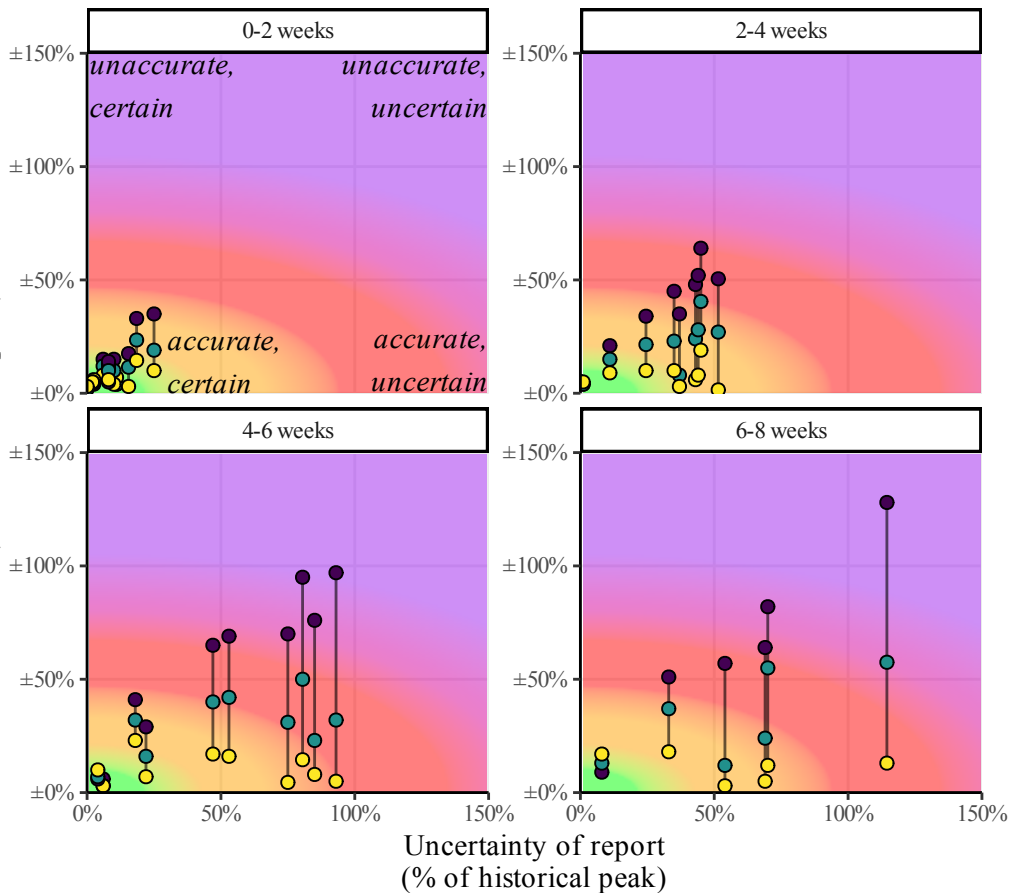 0-2 weeks
2-4 weeks
±150%
±100%
±50%
±0%
unaccurate,
certain
unaccurate,
uncertain
accurate,
certain
accurate,
uncertain
±150%
±100%
±50%
±0%
4-6 weeks
6-8 weeks
±150%
±100%
±50%
±0%
±150%
±100%
±50%
±0%
0%
50%
100%
150%
0%
50%
100%
150%
Uncertainty of report
(% of historical peak)